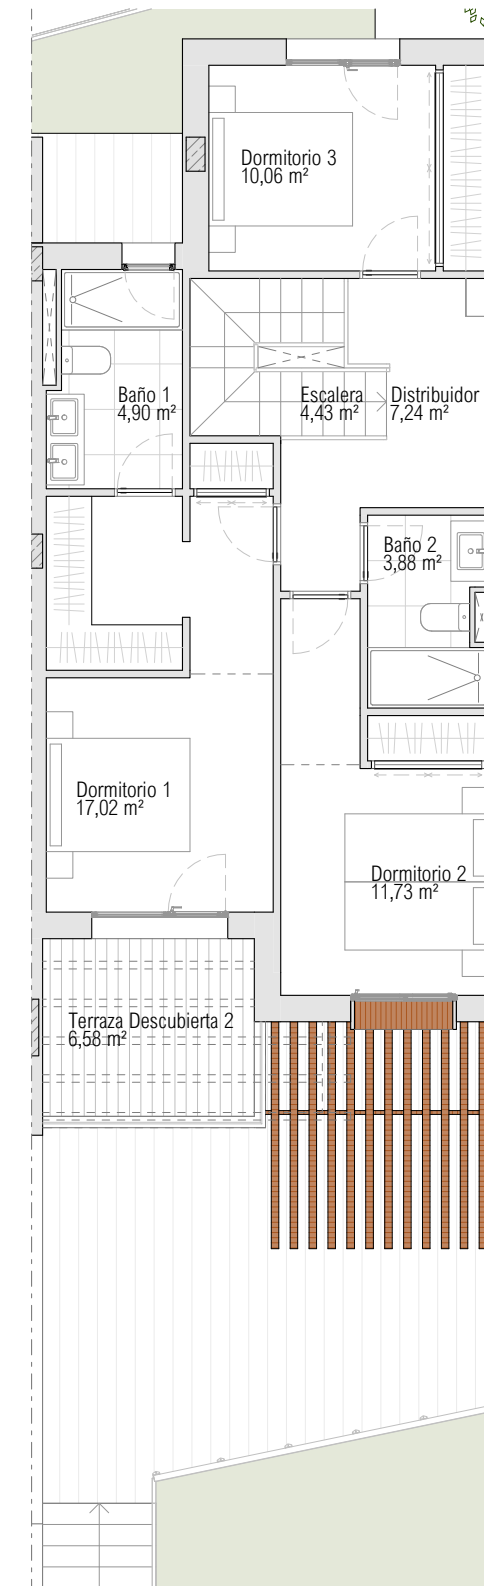 Dormitorio 3
10,06 m²
Baño 1
4,90 m²
Escalera
4,43 m²
Distribuidor
7,24 m²
Baño 2
3,88 m²
Dormitorio 1
17,02 m²
Dormitorio 2
11,73 m²
Terraza Descubierta 2
6,58 m²